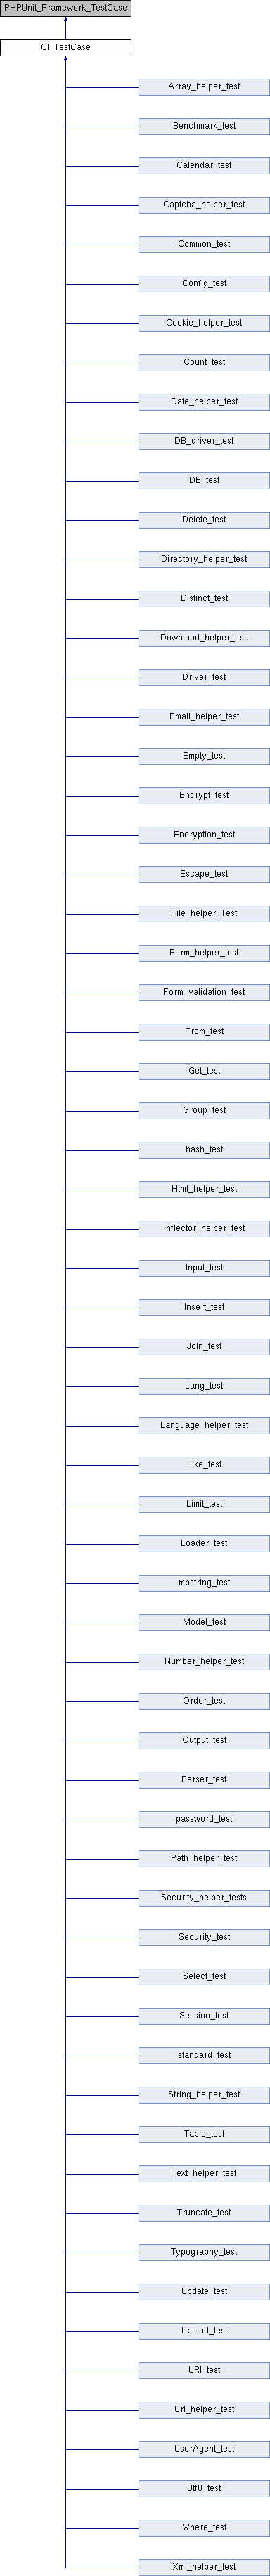 PHPUnit_Framework_TestCase
CI_TestCase
Array_helper_test
Benchmark_test
Calendar_test
Captcha_helper_test
Common_test
Config_test
Cookie_helper_test
Count_test
Date_helper_test
DB_driver_test
DB_test
Delete_test
Directory_helper_test
Distinct_test
Download_helper_test
Driver_test
Email_helper_test
Empty_test
Encrypt_test
Encryption_test
Escape_test
File_helper_Test
Form_helper_test
Form_validation_test
From_test
Get_test
Group_test
hash_test
Html_helper_test
Inflector_helper_test
Input_test
Insert_test
Join_test
Lang_test
Language_helper_test
Like_test
Limit_test
Loader_test
mbstring_test
Model_test
Number_helper_test
Order_test
Output_test
Parser_test
password_test
Path_helper_test
Security_helper_tests
Security_test
Select_test
Session_test
standard_test
String_helper_test
Table_test
Text_helper_test
Truncate_test
Typography_test
Update_test
Upload_test
URI_test
Url_helper_test
UserAgent_test
Utf8_test
Where_test
Xml_helper_test